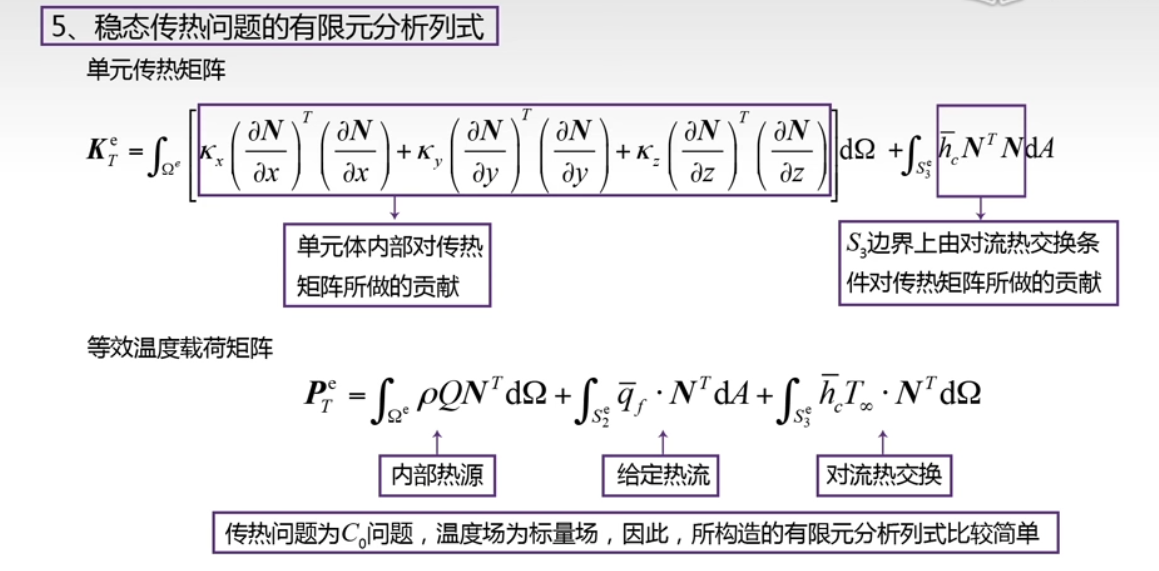 5、稳态传热问题的有限元分析列式
单元传热矩阵
$\boldsymbol{K}_T^{\mathrm{e}} = \int_{\Omega^e} \left[ \kappa_x \left( \frac{\partial \boldsymbol{N}}{\partial x} \right)^T \left( \frac{\partial \boldsymbol{N}}{\partial x} \right) + \kappa_y \left( \frac{\partial \boldsymbol{N}}{\partial y} \right)^T \left( \frac{\partial \boldsymbol{N}}{\partial y} \right) + \kappa_z \left( \frac{\partial \boldsymbol{N}}{\partial z} \right)^T \left( \frac{\partial \boldsymbol{N}}{\partial z} \right) \right] \mathrm{d}\Omega + \int_{S_3^{\mathrm{e}}} \overline{h}_c \boldsymbol{N}^T \boldsymbol{N} \mathrm{d}A$
单元体内部对传热
矩阵所做的贡献
$S_3$边界上由对流热交换条
件对传热矩阵所做的贡献
等效温度载荷矩阵
$\boldsymbol{P}_T^{\mathrm{e}} = \int_{\Omega^{\mathrm{e}}} \rho Q \boldsymbol{N}^T \mathrm{d}\Omega + \int_{S_2^{\mathrm{e}}} \overline{q}_f \cdot \boldsymbol{N}^T \mathrm{d}A + \int_{S_3^{\mathrm{e}}} \overline{h}_c T_\infty \cdot \boldsymbol{N}^T \mathrm{d}\Omega$
内部热源
给定热流
对流热交换
传热问题为$C_0$问题，温度场为标量场，因此，所构造的有限元分析列式比较简单